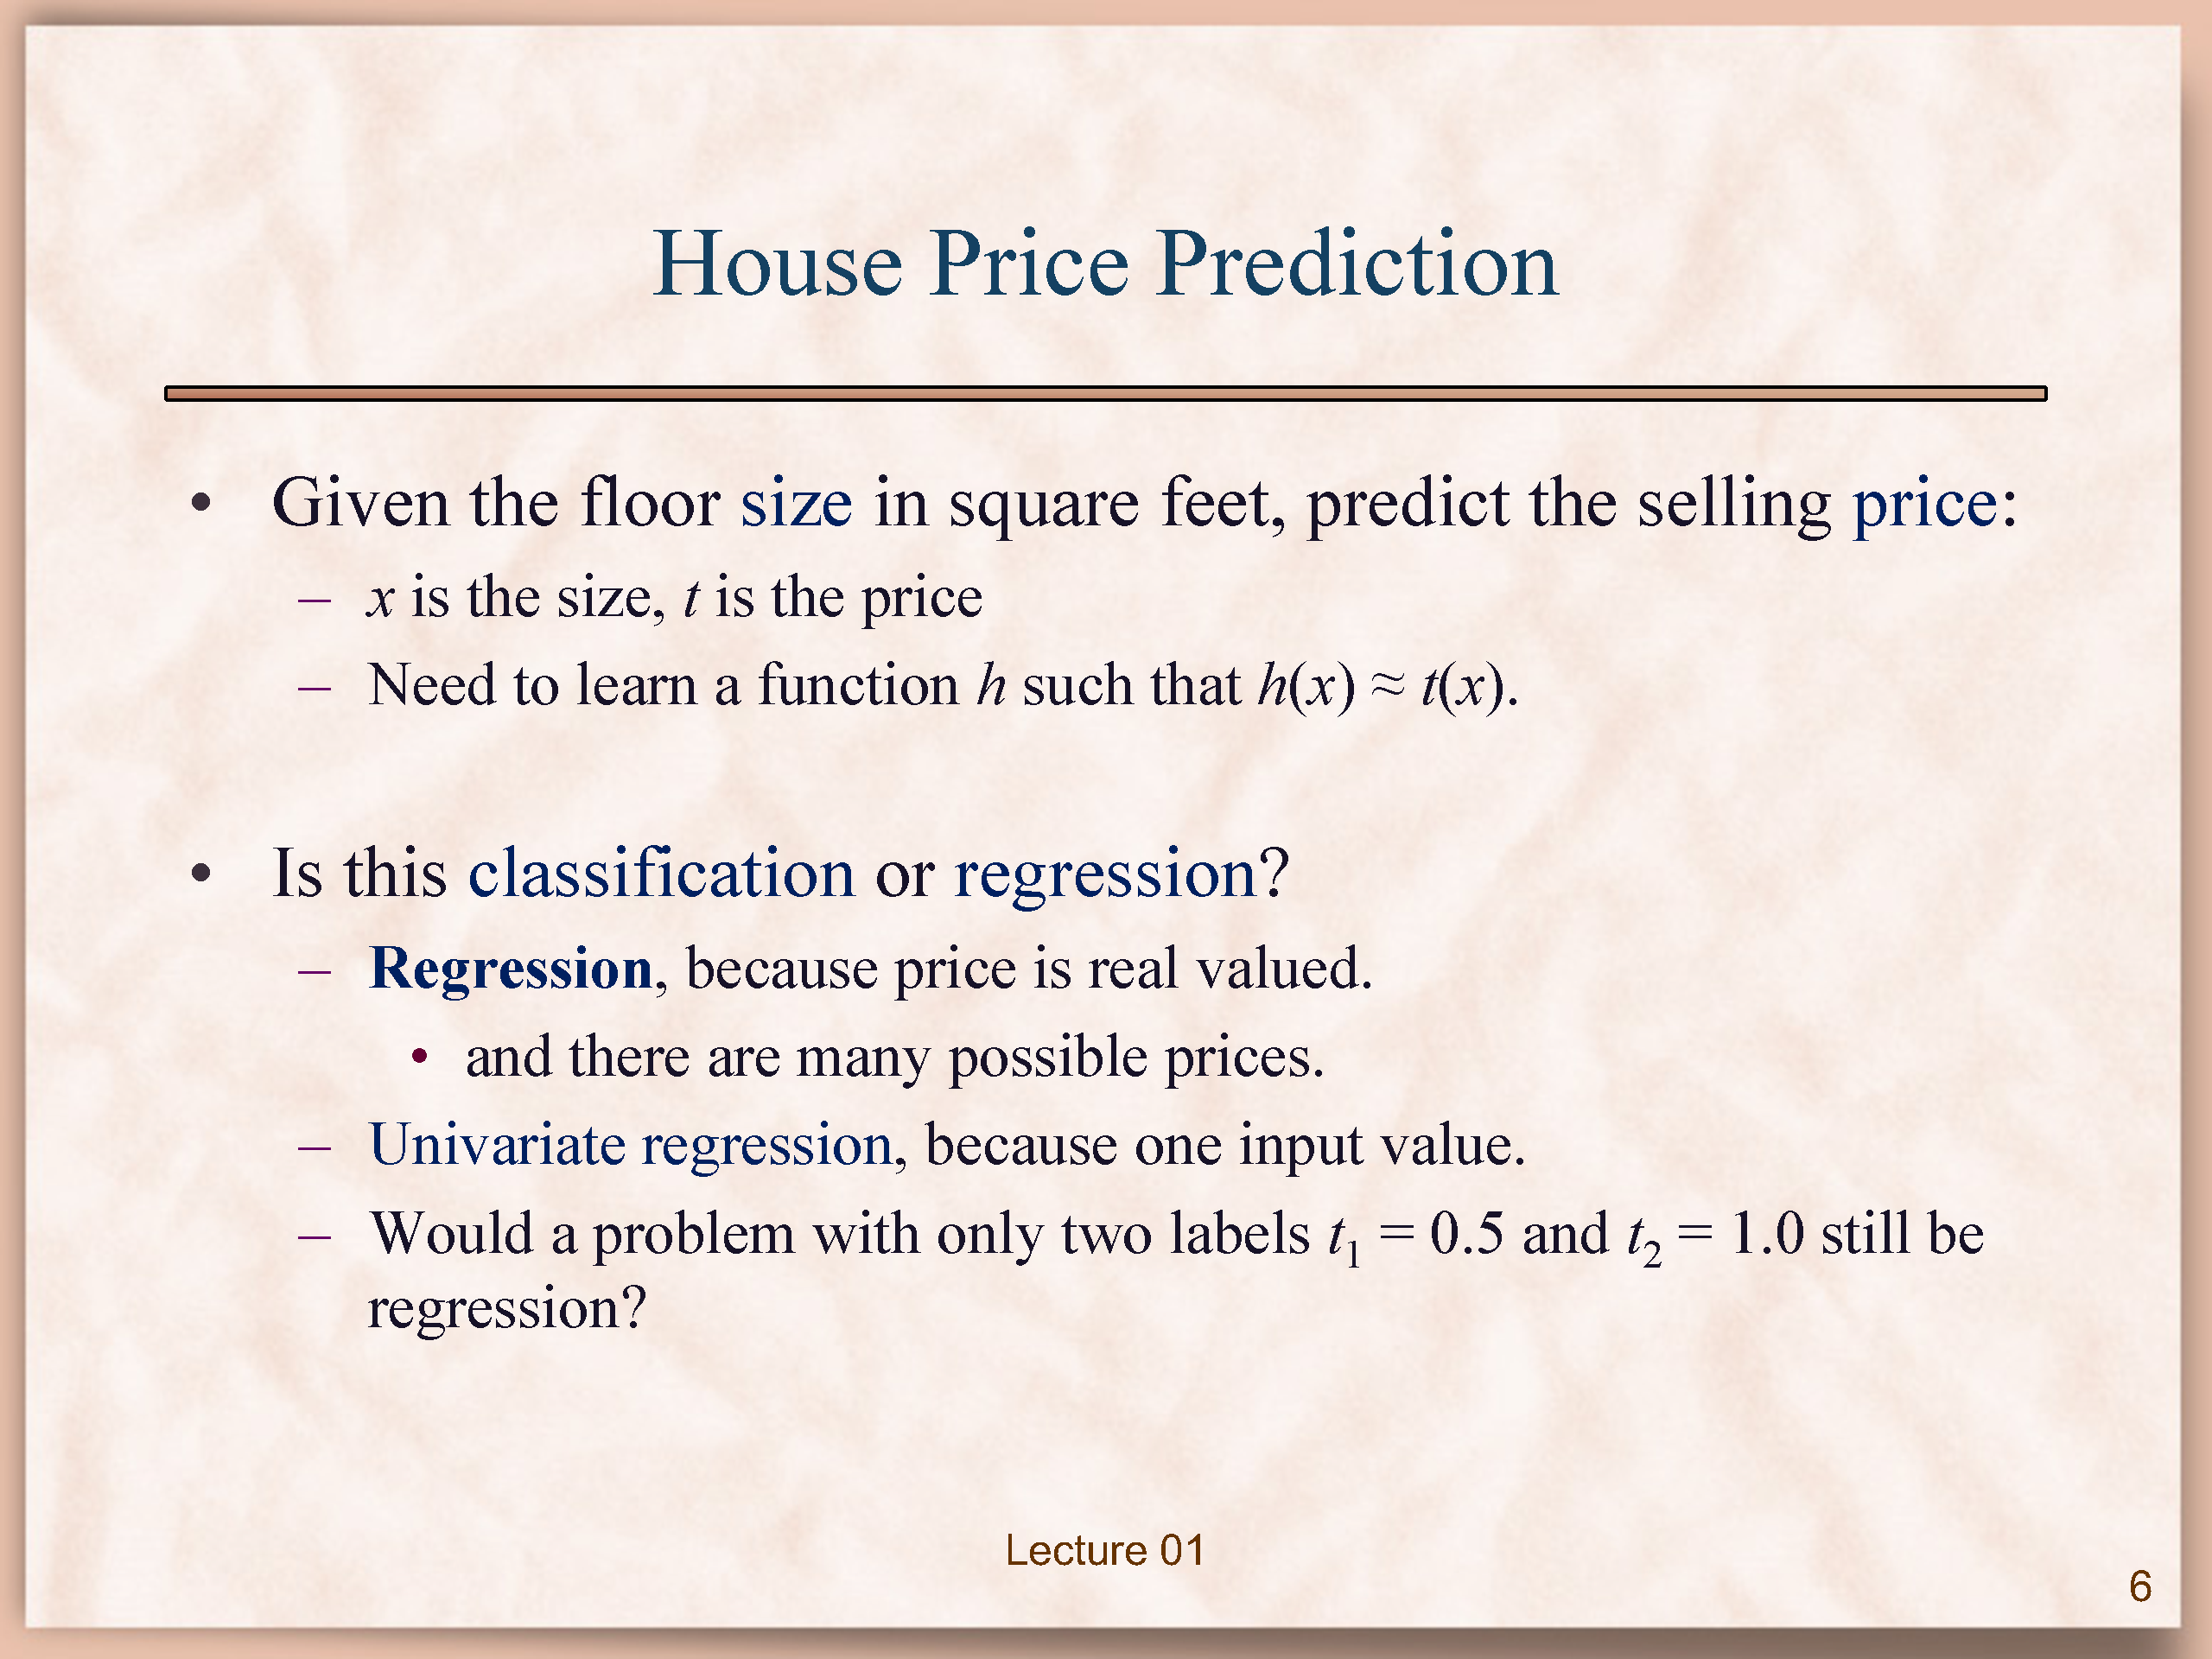 House Price Prediction
• Given the floor size in square feet, predict the selling price:
– x is the size, t is the price
– Need to learn a function h such that h(x) ≈ t(x).
• Is this classification or regression?
– Regression, because price is real valued.
• and there are many possible prices.
– Univariate regression, because one input value.
– Would a problem with only two labels t₁ = 0.5 and t₂ = 1.0 still be
regression?
Lecture 01
6